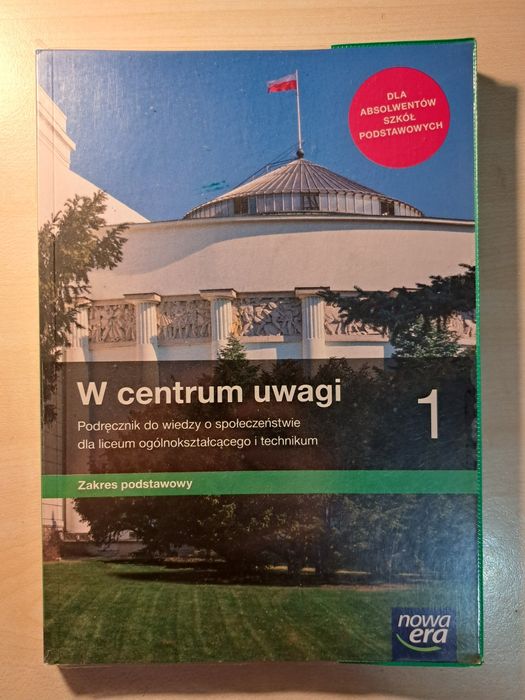 DLA
ABSOLWENTÓW
SZKÓŁ
PODSTAWOWYCH
W centrum uwagi
1
Podręcznik do wiedzy o społeczeństwie
dla liceum ogólnokształcącego i technikum
Zakres podstawowy
nowa
era